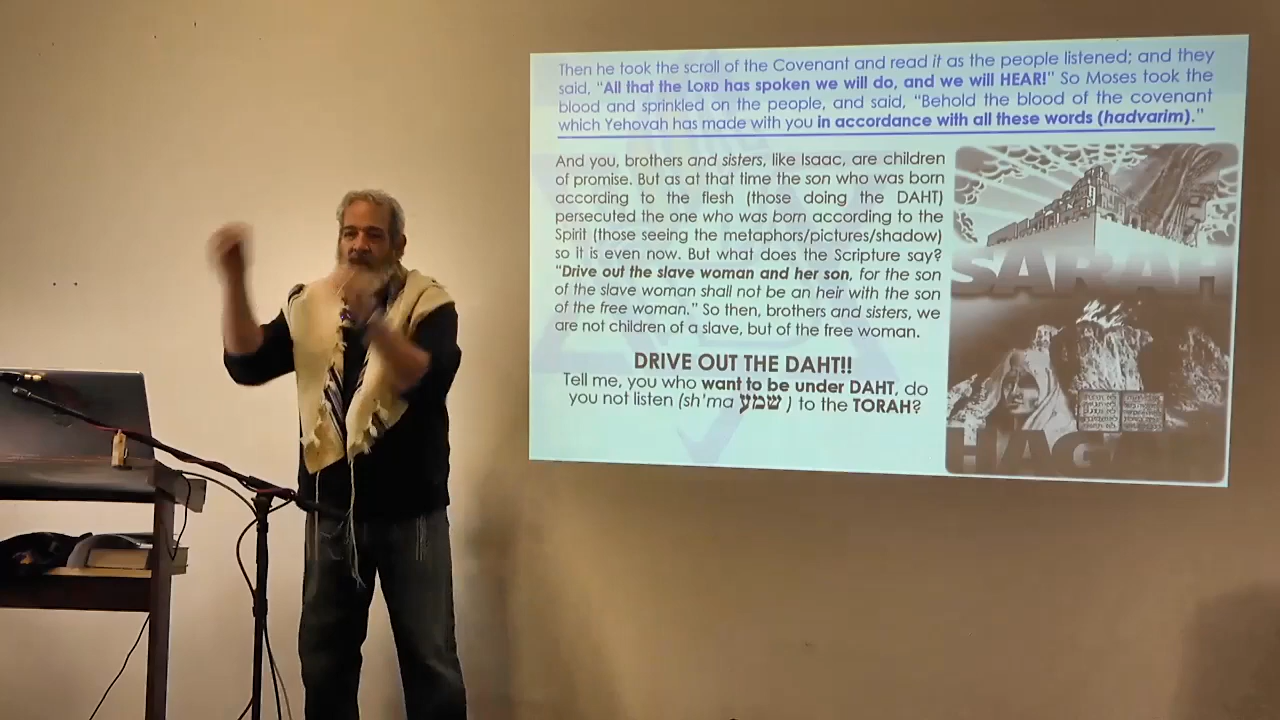 Then he took the scroll of the Covenant and read it as the people listened; and they
said, "All that the LORD has spoken we will do, and we will HEAR!" So Moses took the
blood and sprinkled on the people, and said, "Behold the blood of the covenant
which Yehovah has made with you in accordance with all these words (hadvarim)."
And you, brothers and sisters, like Isaac, are children
of promise. But as at that time the son who was born
according to the flesh (those doing the DAHT)
persecuted the one who was born according to the
Spirit (those seeing the metaphors/pictures/shadow)
so it is even now. But what does the Scripture say?
"Drive out the slave woman and her son, for the son
of the slave woman shall not be an heir with the son
of the free woman." So then, brothers and sisters, we
are not children of a slave, but of the free woman.
DRIVE OUT THE DAHT!!
Tell me, you who want to be under DAHT, do
you not listen (sh'ma שמע ) to the TORAH?
SARAH